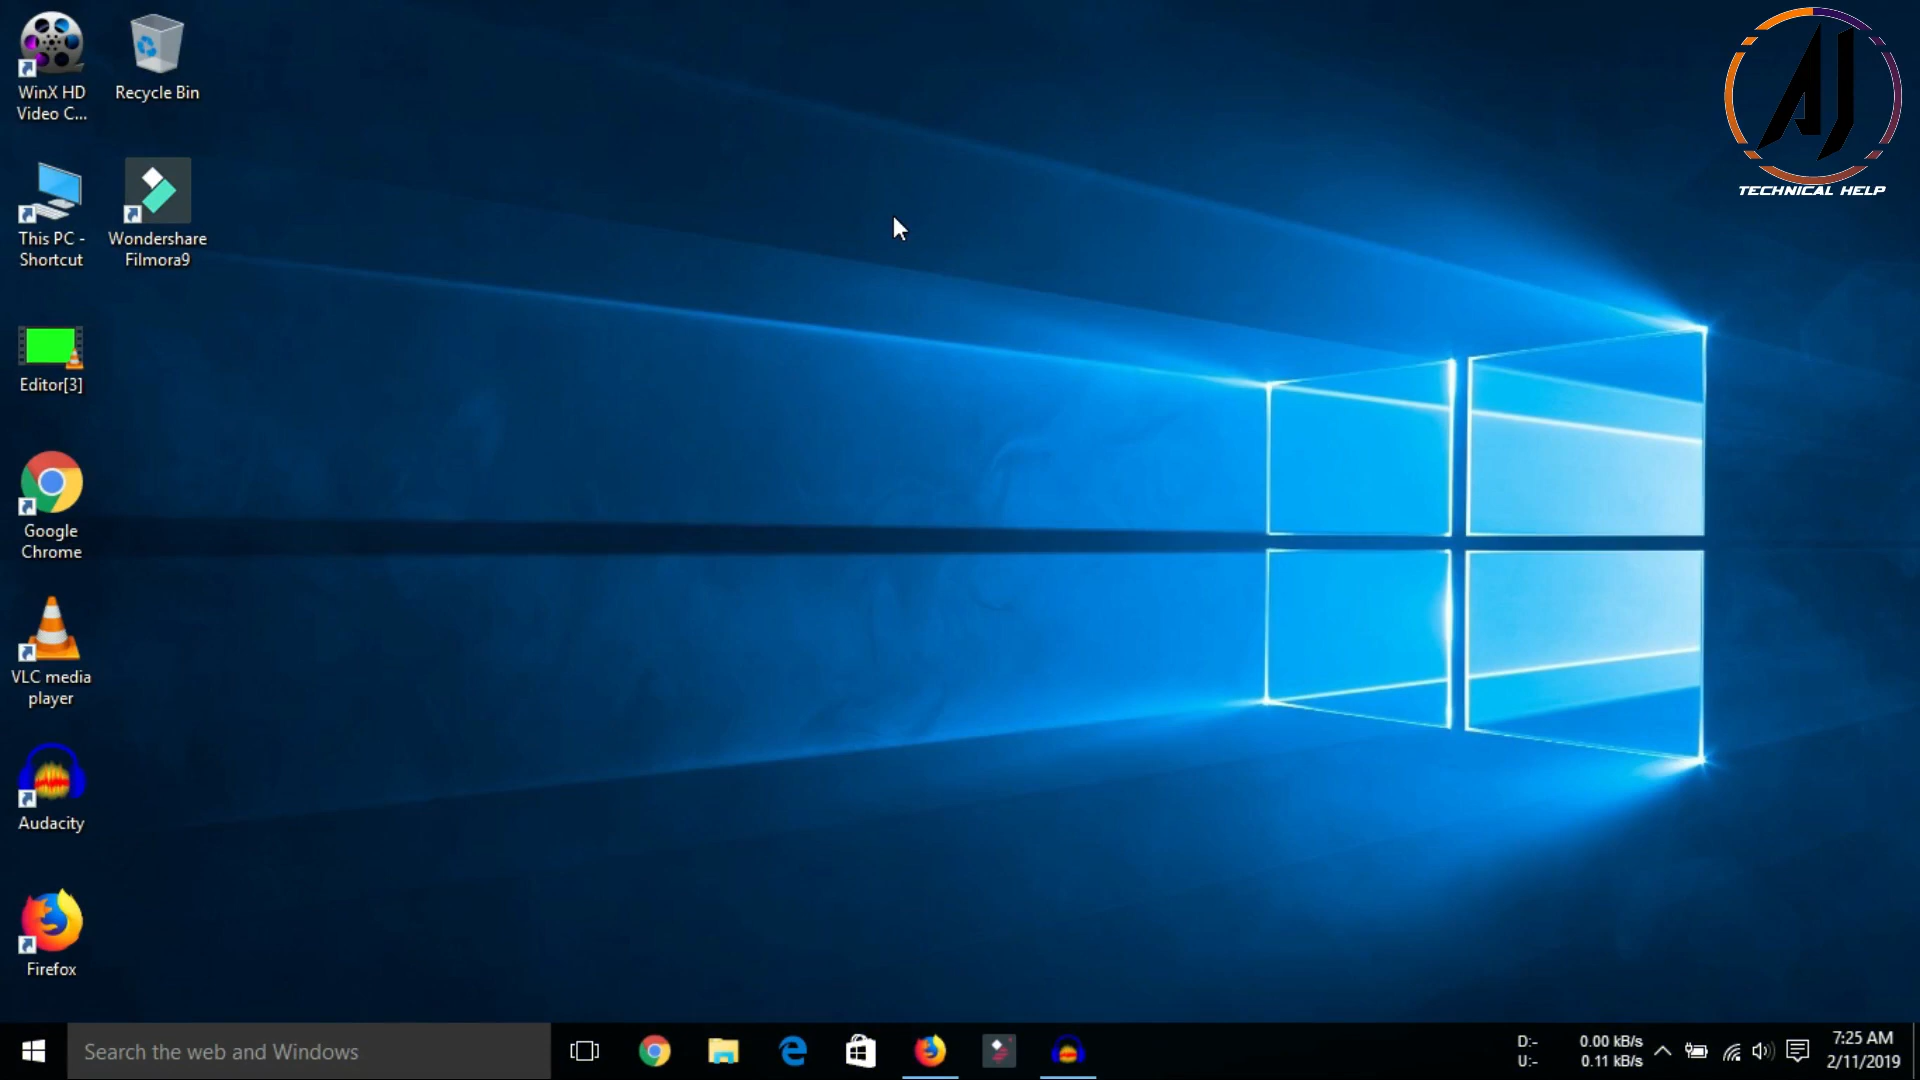 WinX HD
Video C...
Recycle Bin
This PC -
Shortcut
Wondershare
Filmora9
Editor[3]
Google
Chrome
VLC media
player
Audacity
Firefox
AJ
TECHNICAL HELP
Search the web and Windows
D:- 0.00 kB/s
U:- 0.11 kB/s
7:25 AM
2/11/2019